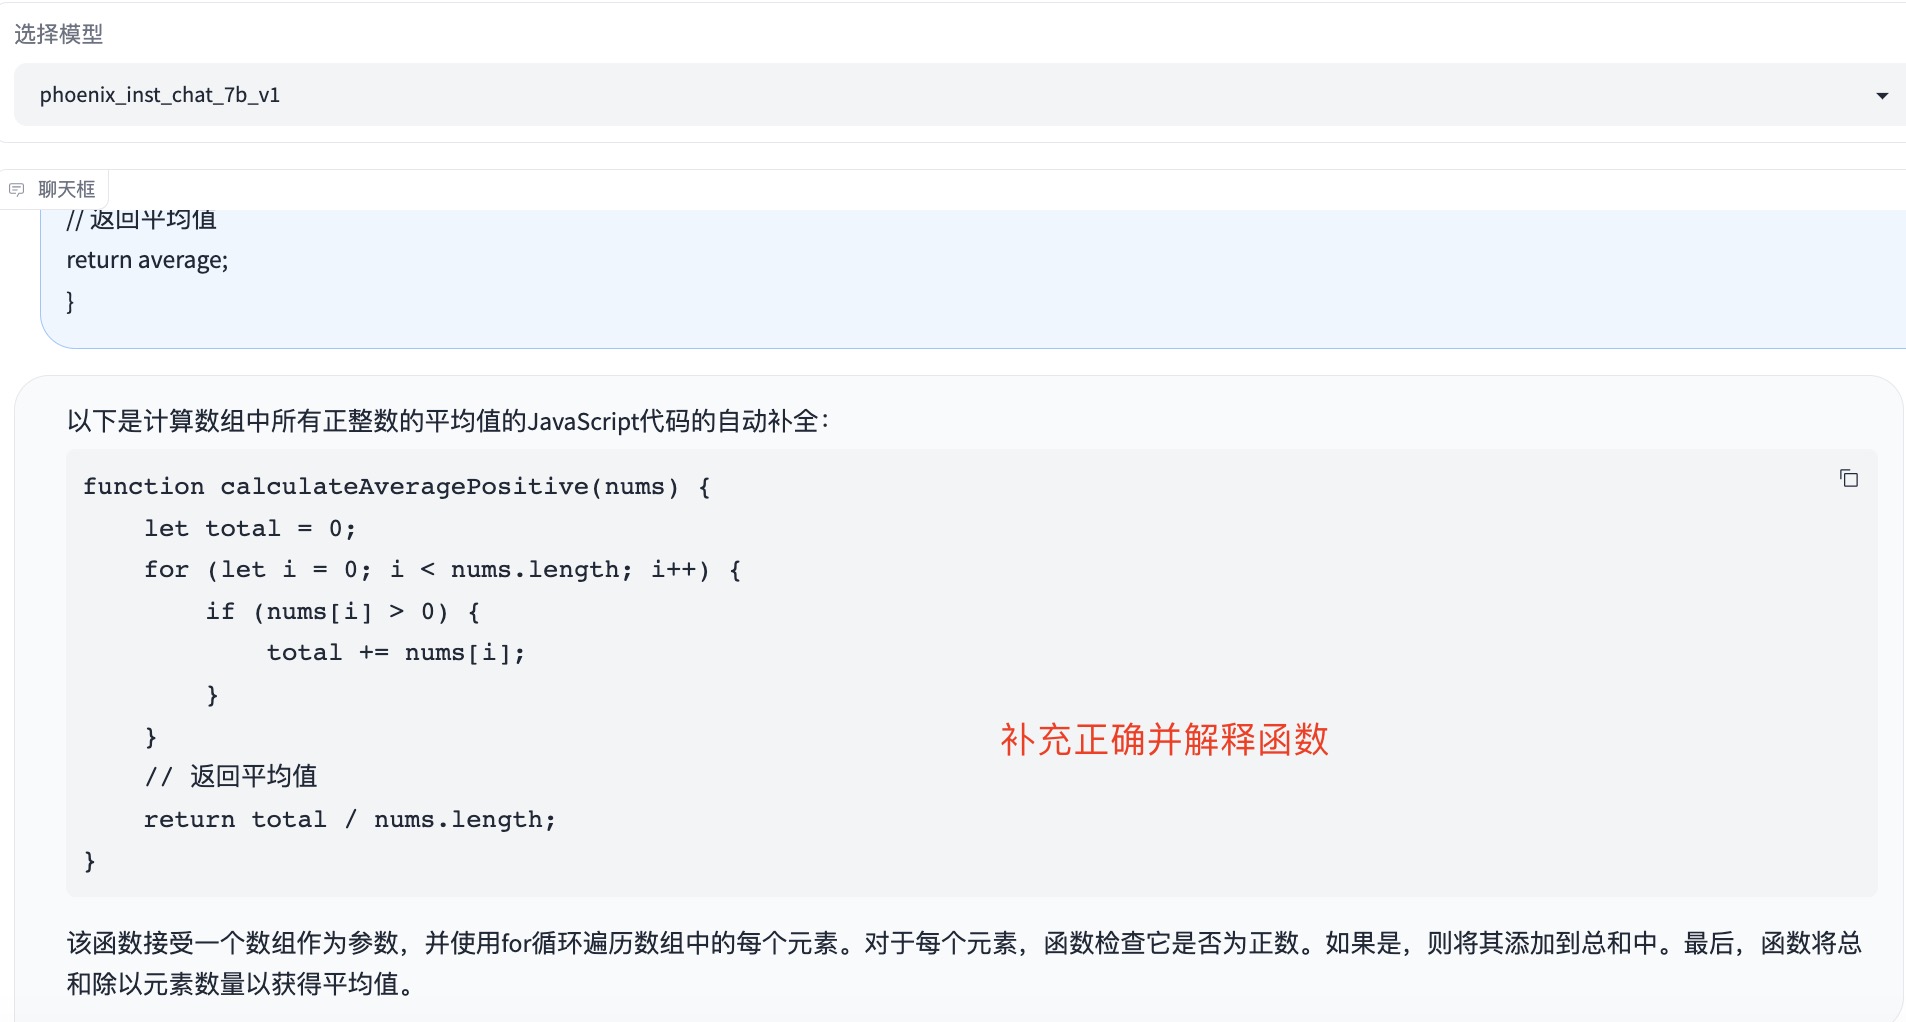 选择模型
phoenix_inst_chat_7b_v1
聊天框
// 返回平均值
return average;
}
以下是计算数组中所有正整数的平均值的JavaScript代码的自动补全：
function calculateAveragePositive(nums) {
    let total = 0;
    for (let i = 0; i < nums.length; i++) {
        if (nums[i] > 0) {
            total += nums[i];
        }
    }
补充正确并解释函数
    // 返回平均值
    return total / nums.length;
}
该函数接受一个数组作为参数，并使用for循环遍历数组中的每个元素。对于每个元素，函数检查它是否为正数。如果是，则将其添加到总和中。最后，函数将总
和除以元素数量以获得平均值。